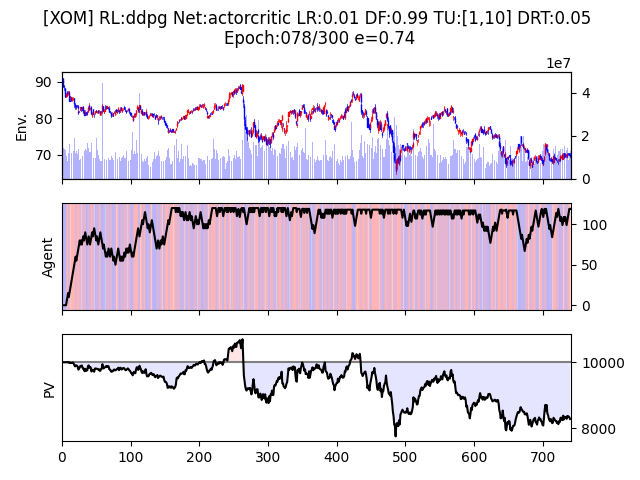 [XOM] RL:ddpg Net:actorcritic LR:0.01 DF:0.99 TU:[1,10] DRT:0.05
Epoch:078/300 e=0.74
1e7
Env.
90
80
70
4
2
0
Agent
100
50
0
PV
10000
8000
0 100 200 300 400 500 600 700